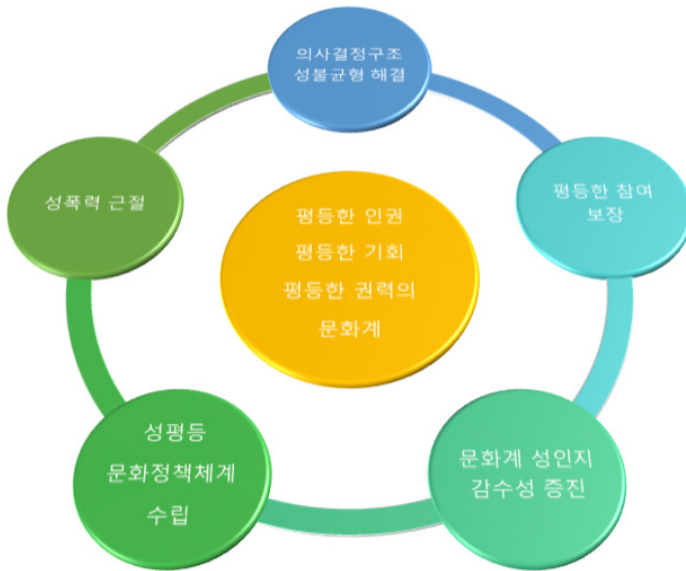 의사결정구조
성불균형 해결
평등한 참여
보장
문화계 성인지
감수성 증진
성평등
문화정책체계
수립
성폭력 근절
평등한 인권
평등한 기회
평등한 권력의
문화계